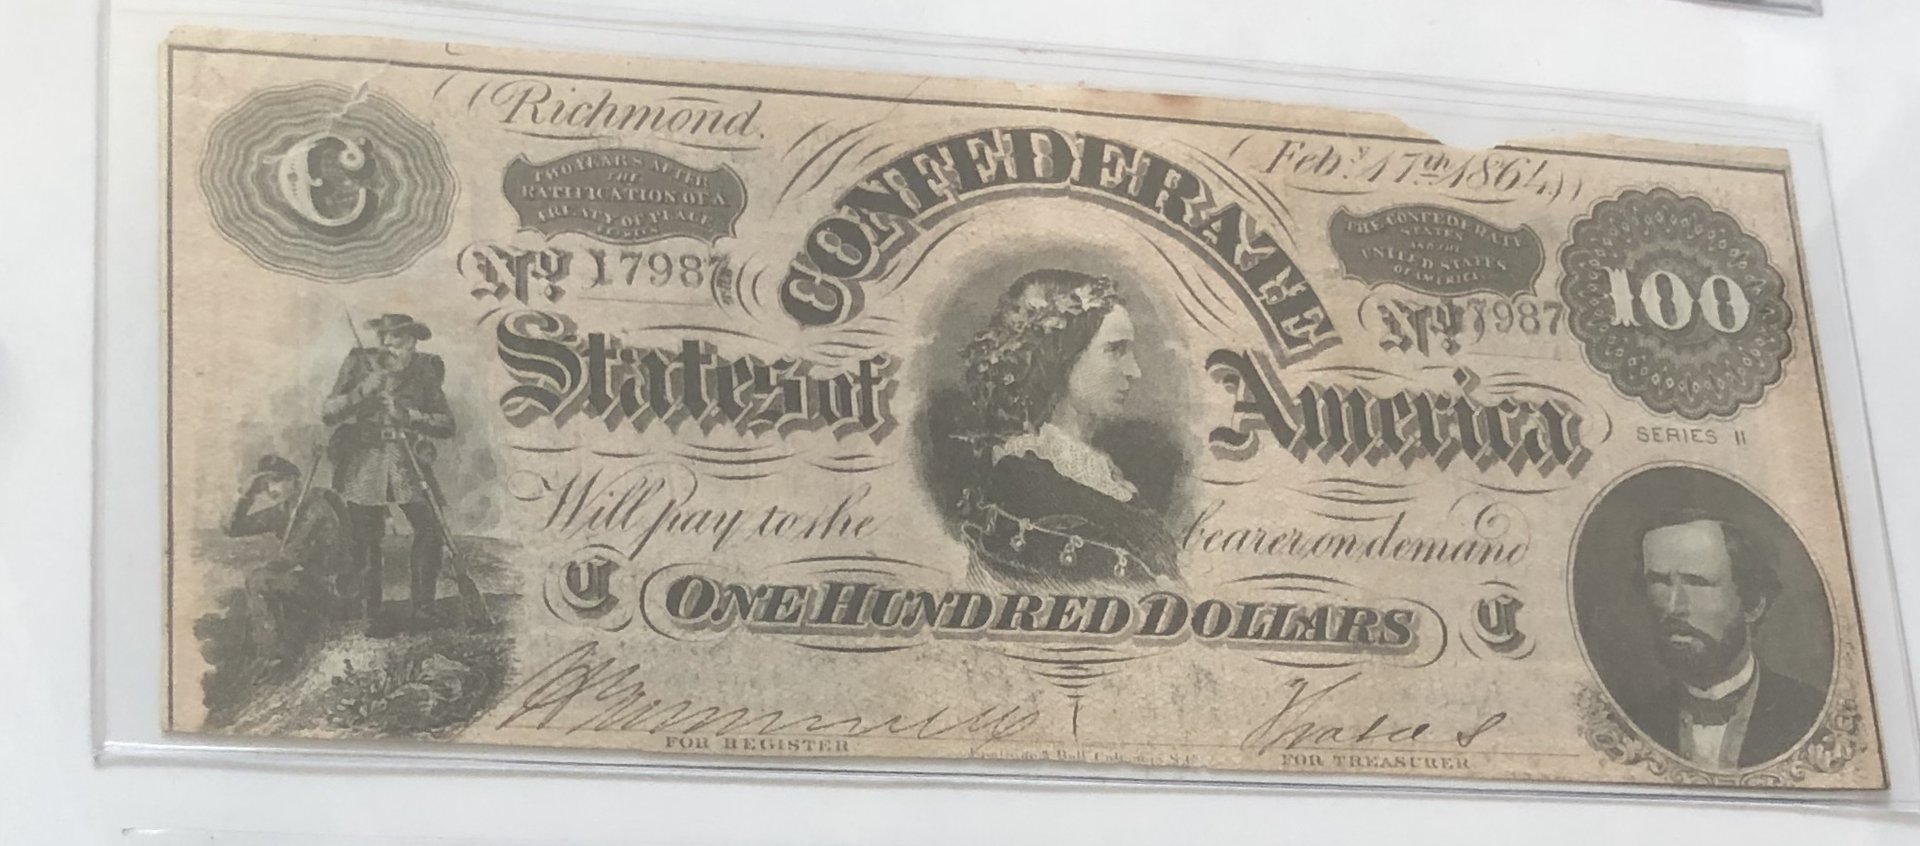 Richmond,
Feby. 17th 1864
C
TWO YEARS AFTER
THE
RATIFICATION OF A
TREATY OF PEACE
CONFEDERATE
THE CONFEDERATE
STATES
AND THE
UNITED STATES
OF AMERICA
100
No 17987
No 7987
States of
America
SERIES II
Will pay to the
bearer on demand
C
ONE HUNDRED DOLLARS
C
FOR REGISTER
FOR TREASURER